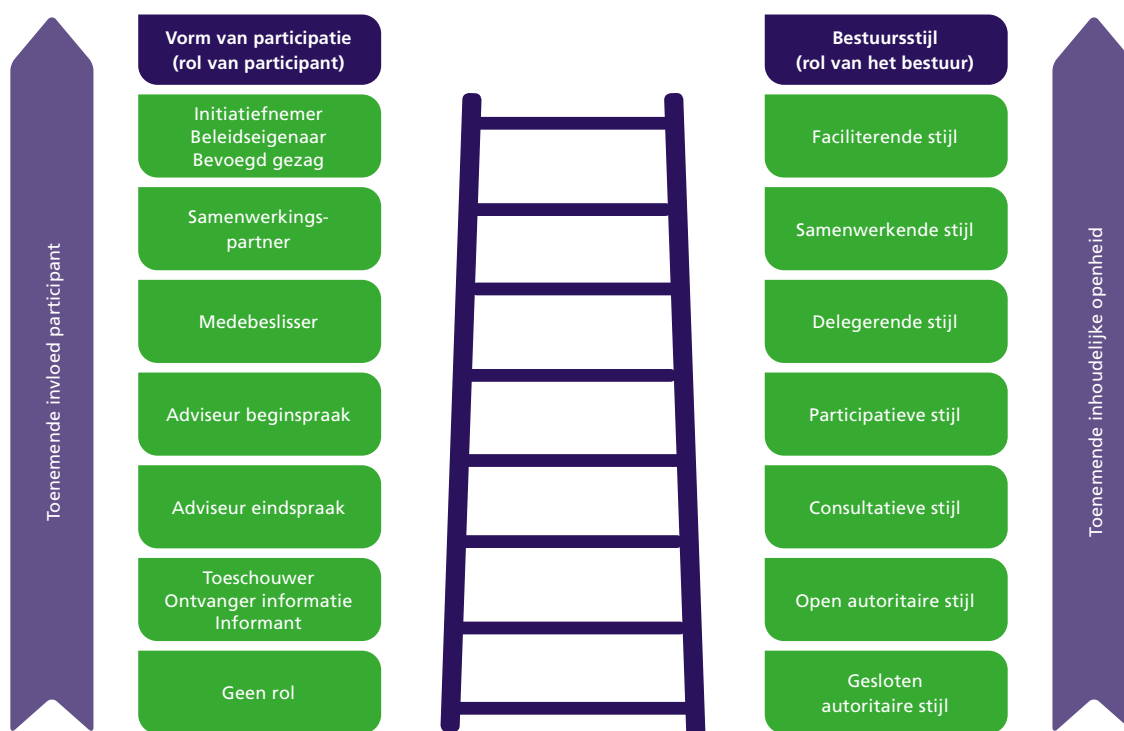 Toenemende invloed participant
Vorm van participatie
(rol van participant)
Initiatiefnemer
Beleidseigenaar
Bevoegd gezag
Samenwerkings-
partner
Medebeslisser
Adviseur beginspraak
Adviseur eindspraak
Toeschouwer
Ontvanger informatie
Informant
Geen rol
Bestuursstijl
(rol van het bestuur)
Faciliterende stijl
Samenwerkende stijl
Delegerende stijl
Participatieve stijl
Consultatieve stijl
Open autoritaire stijl
Gesloten
autoritaire stijl
Toenemende inhoudelijke openheid